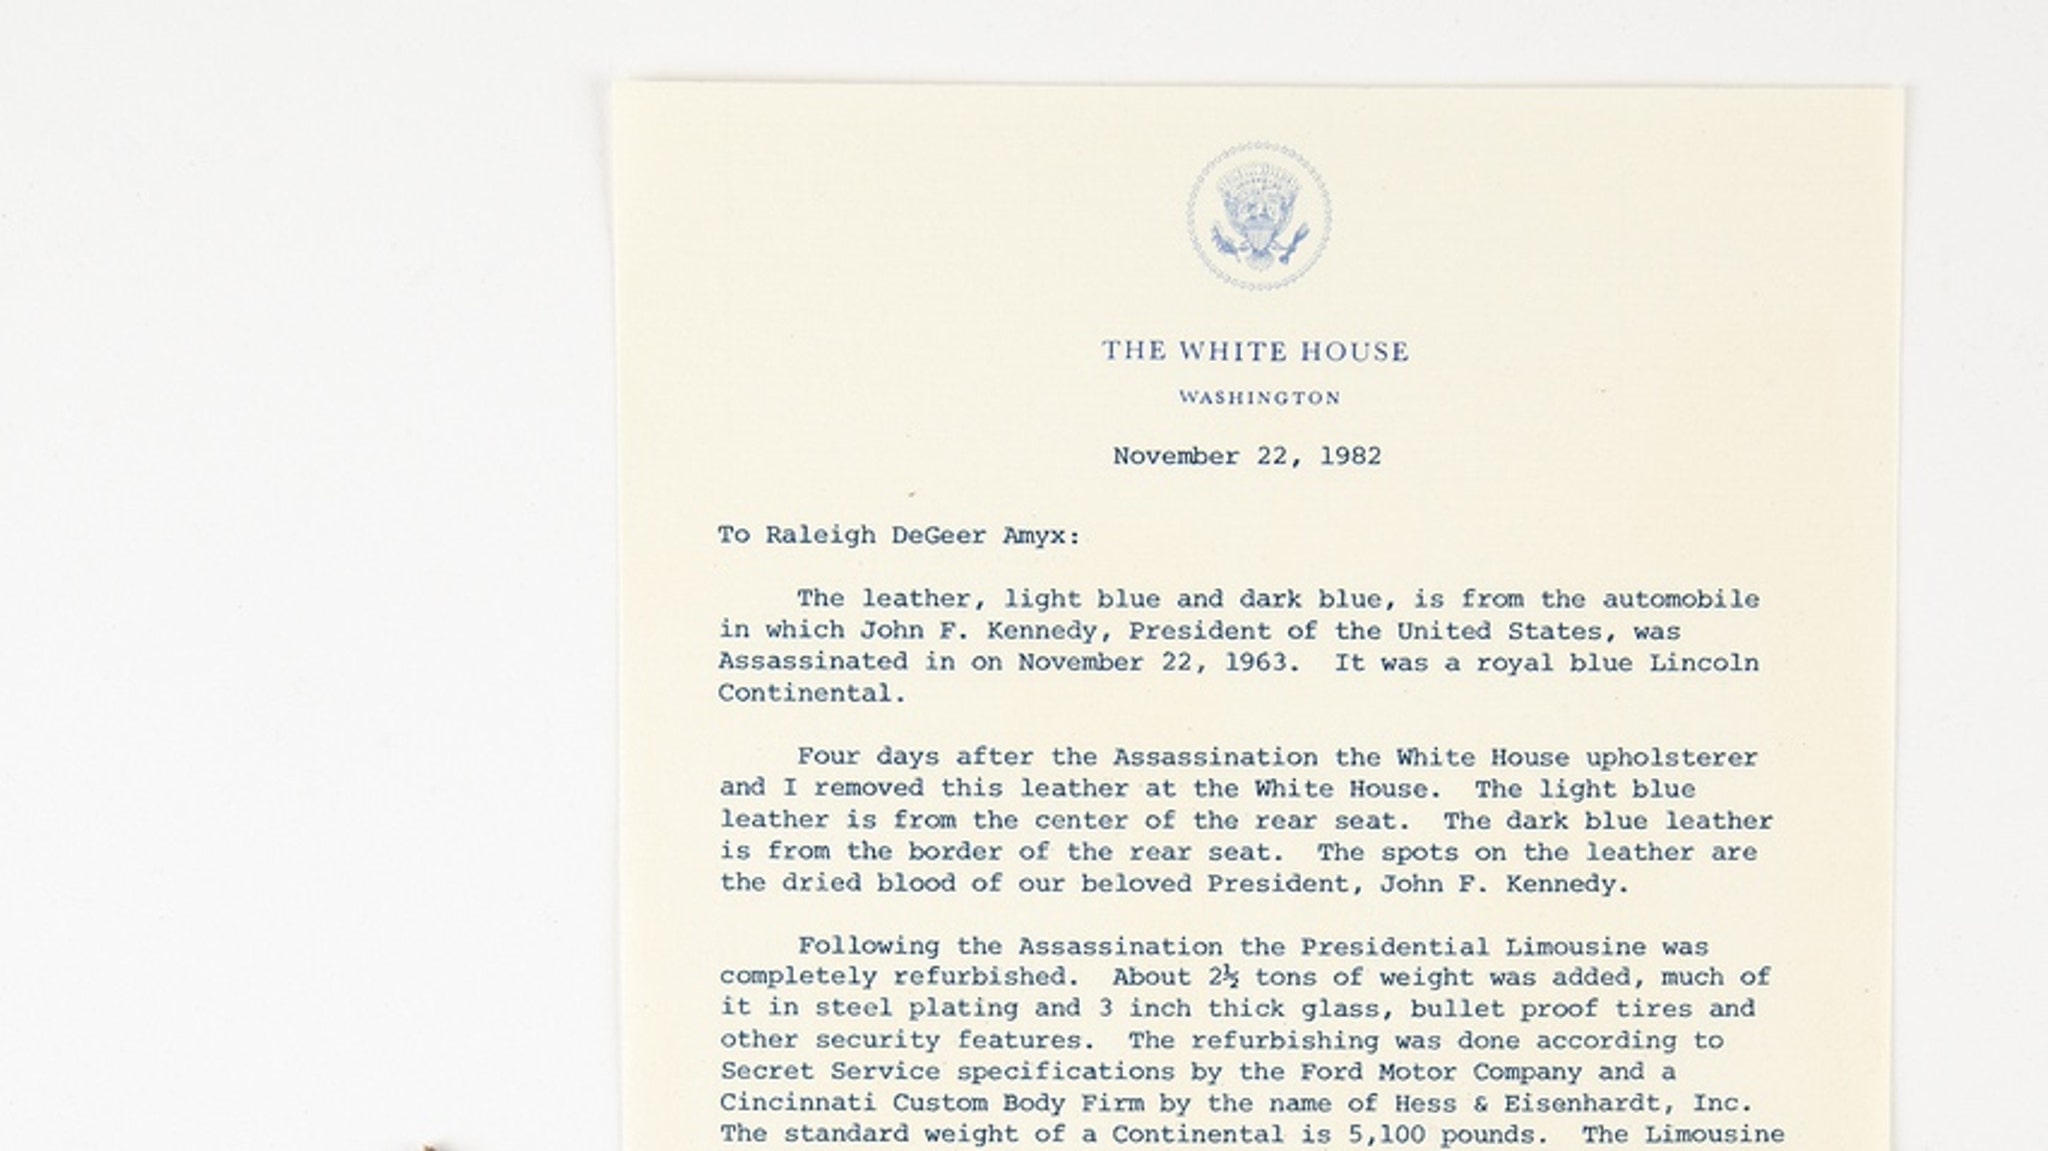 THE WHITE HOUSE
WASHINGTON
November 22, 1982
To Raleigh DeGeer Amyx:
The leather, light blue and dark blue, is from the automobile
in which John F. Kennedy, President of the United States, was
Assassinated in on November 22, 1963. It was a royal blue Lincoln
Continental.
Four days after the Assassination the White House upholsterer
and I removed this leather at the White House. The light blue
leather is from the center of the rear seat. The dark blue leather
is from the border of the rear seat. The spots on the leather are
the dried blood of our beloved President, John F. Kennedy.
Following the Assassination the Presidential Limousine was
completely refurbished. About 2½ tons of weight was added, much of
it in steel plating and 3 inch thick glass, bullet proof tires and
other security features. The refurbishing was done according to
Secret Service specifications by the Ford Motor Company and a
Cincinnati Custom Body Firm by the name of Hess & Eisenhardt, Inc.
The standard weight of a Continental is 5,100 pounds. The Limousine